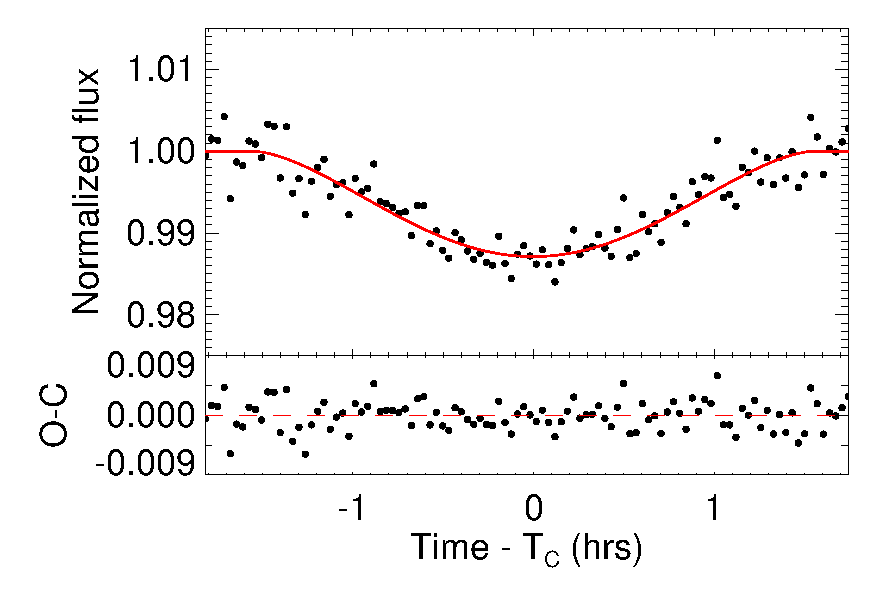 Normalized flux
1.01
1.00
0.99
0.98
O-C
0.009
0.000
-0.009
-1 0 1
Time - T_C (hrs)